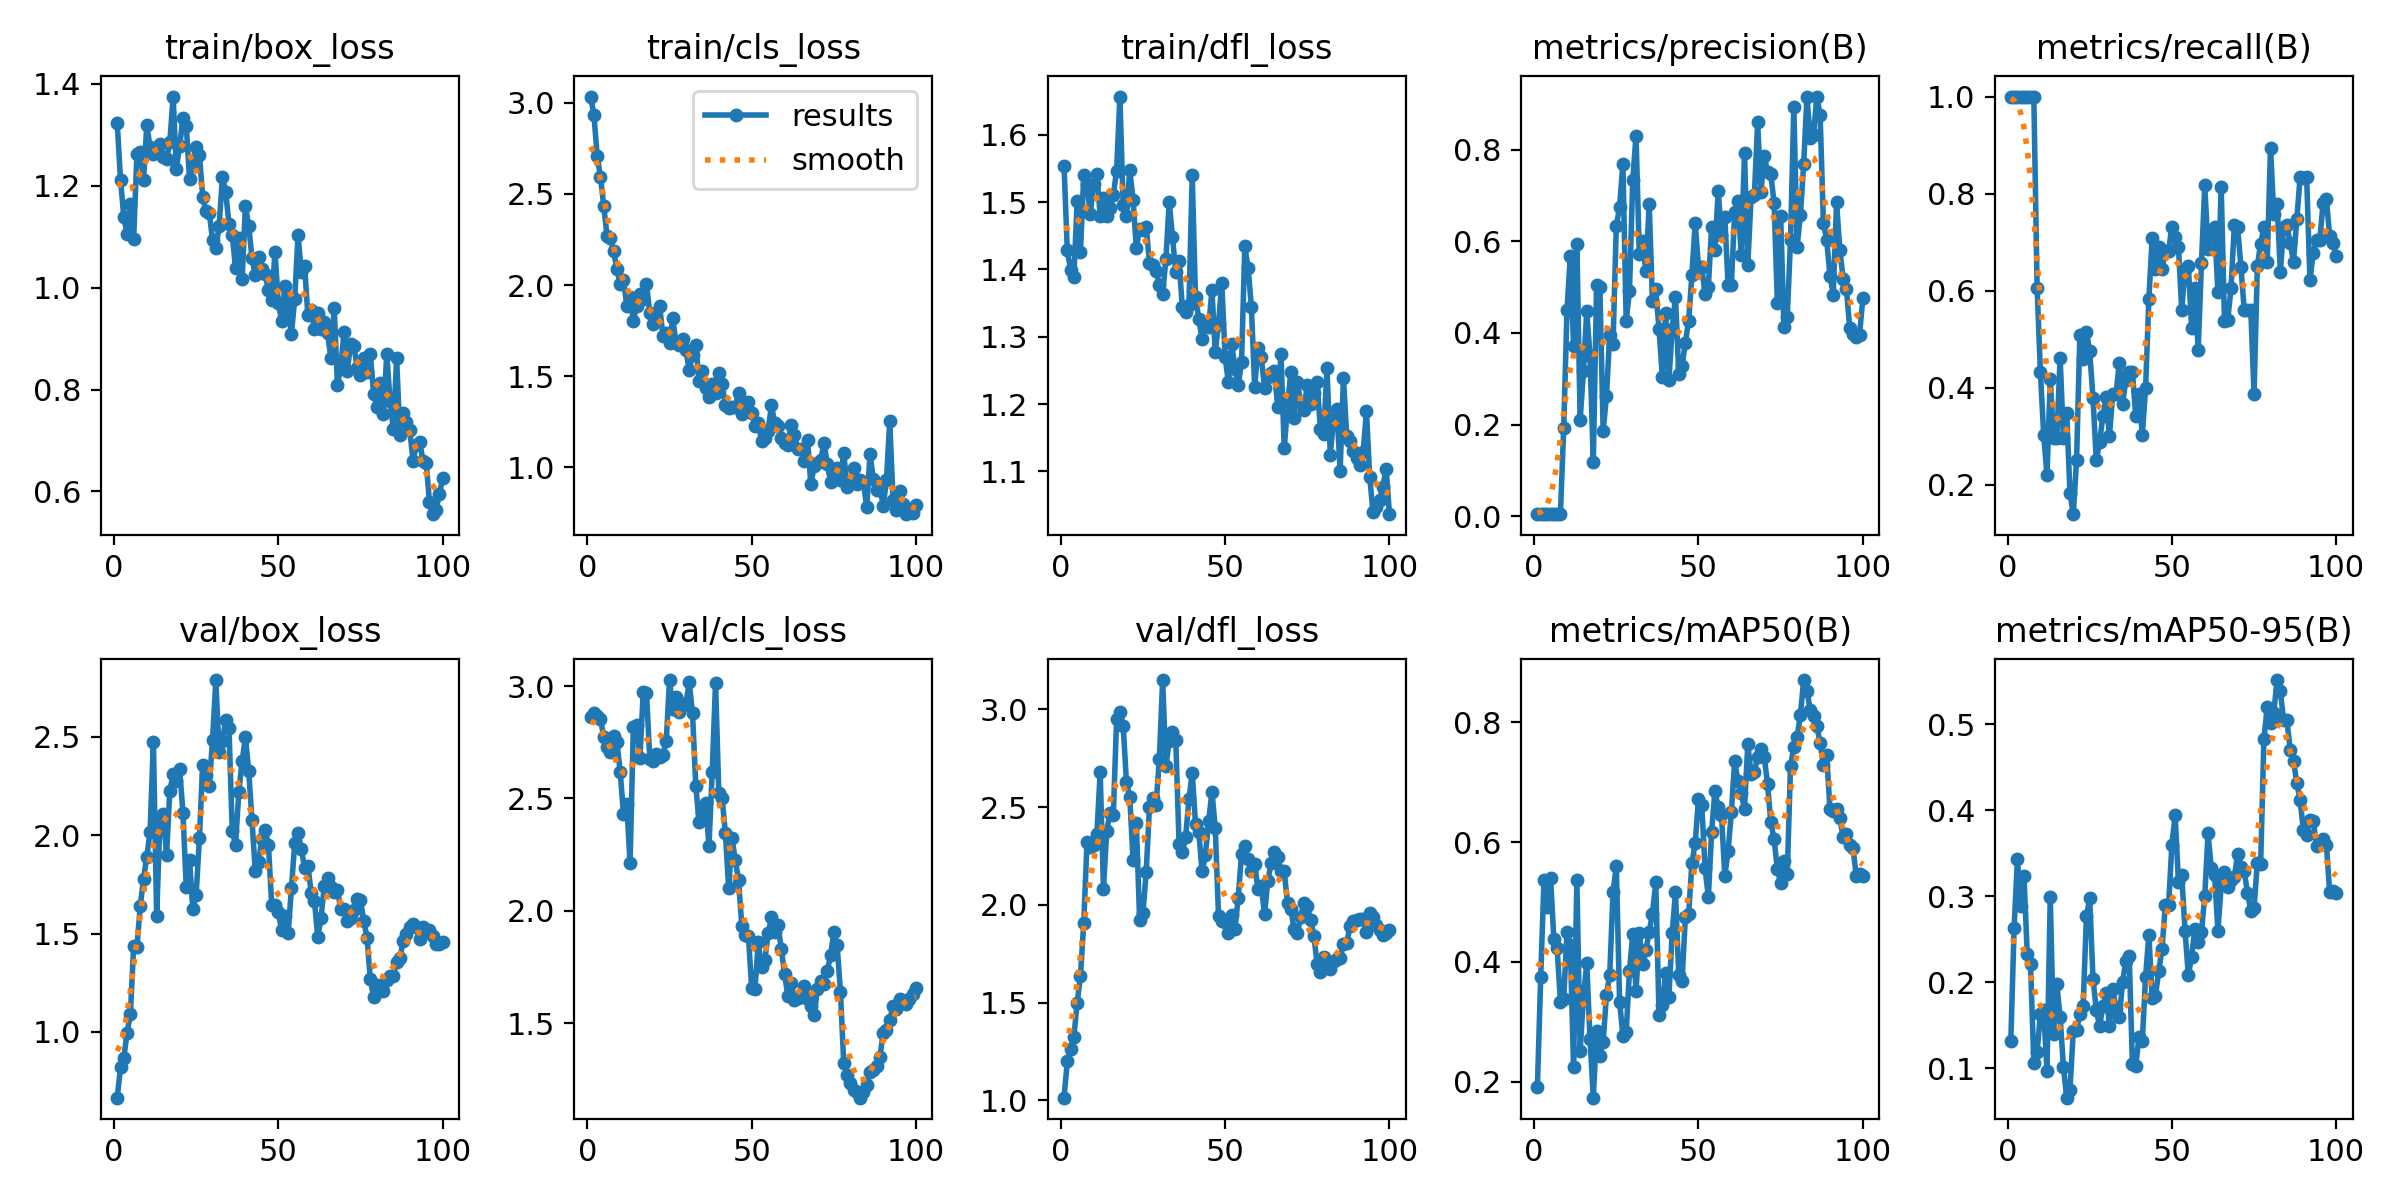 train/box_loss
1.4
1.2
1.0
0.8
0.6
0 50 100
train/cls_loss
results
smooth
3.0
2.5
2.0
1.5
1.0
0 50 100
train/dfl_loss
1.6
1.5
1.4
1.3
1.2
1.1
0 50 100
metrics/precision(B)
0.8
0.6
0.4
0.2
0.0
0 50 100
metrics/recall(B)
1.0
0.8
0.6
0.4
0.2
0 50 100
val/box_loss
2.5
2.0
1.5
1.0
0 50 100
val/cls_loss
3.0
2.5
2.0
1.5
0 50 100
val/dfl_loss
3.0
2.5
2.0
1.5
1.0
0 50 100
metrics/mAP50(B)
0.8
0.6
0.4
0.2
0 50 100
metrics/mAP50-95(B)
0.5
0.4
0.3
0.2
0.1
0 50 100